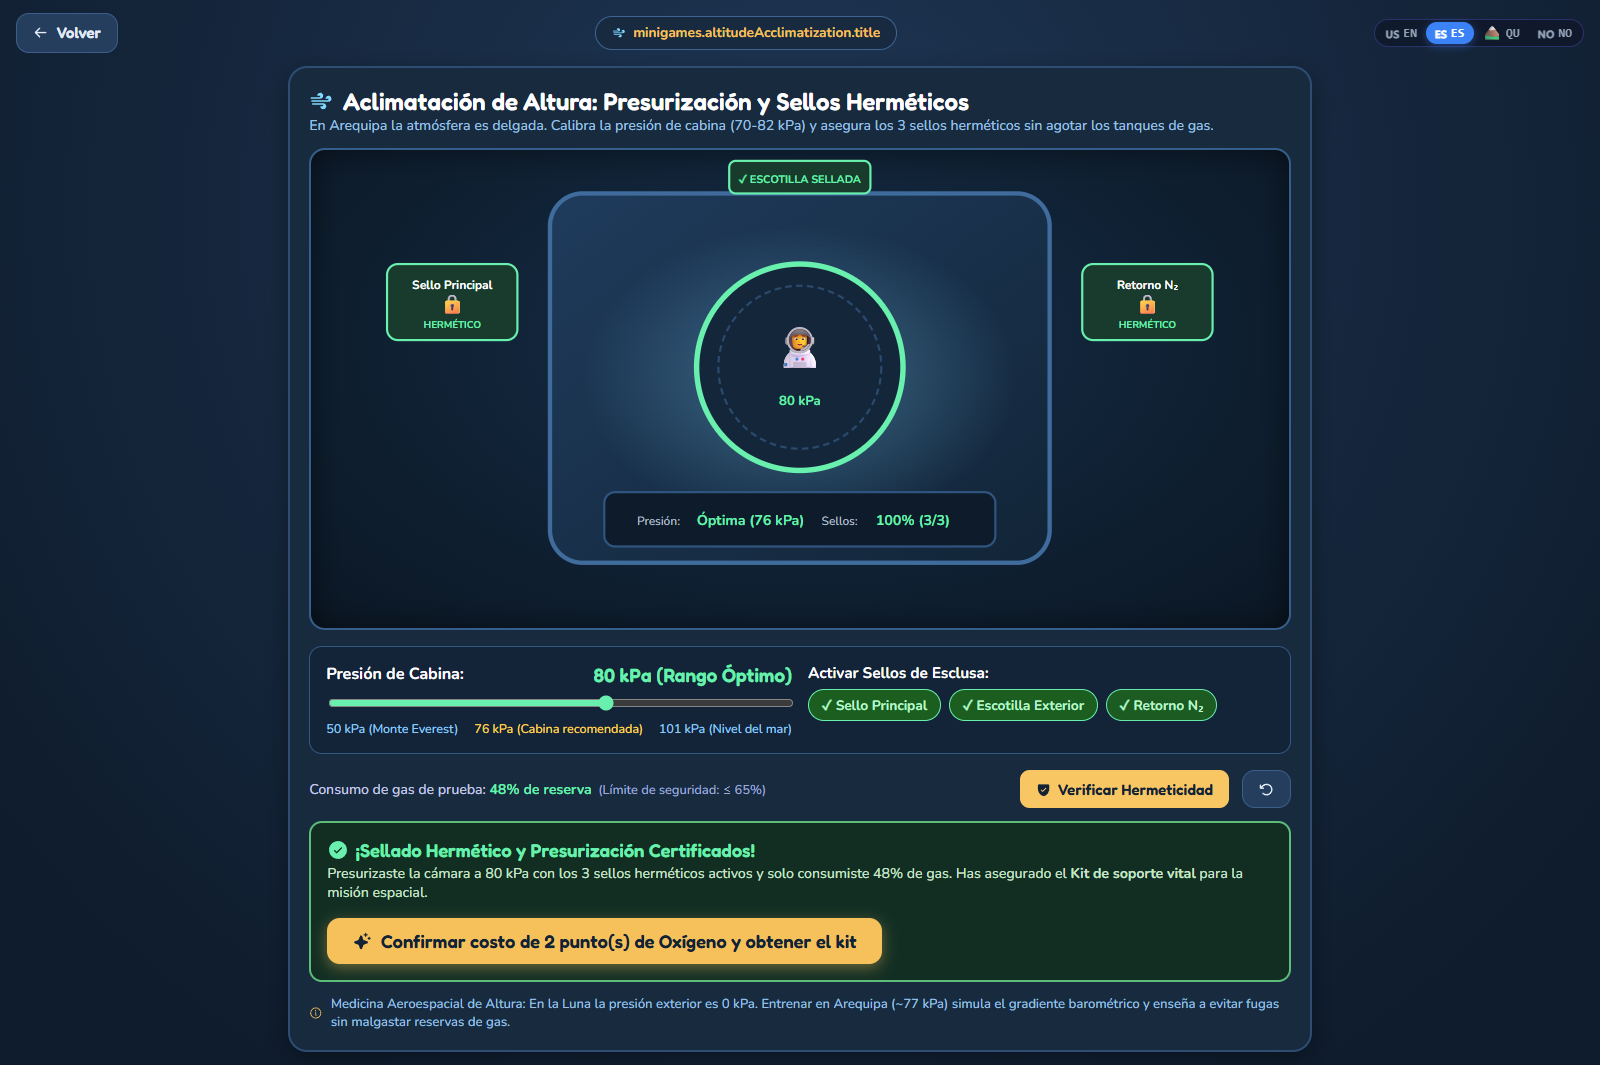 ← Volver
minigames.altitudeAcclimatization.title
US EN
ES ES
QU
NO NO
Aclimatación de Altura: Presurización y Sellos Herméticos
En Arequipa la atmósfera es delgada. Calibra la presión de cabina (70-82 kPa) y asegura los 3 sellos herméticos sin agotar los tanques de gas.
✓ ESCOTILLA SELLADA
Sello Principal
HERMÉTICO
Retorno N₂
HERMÉTICO
80 kPa
Presión: Óptima (76 kPa) Sellos: 100% (3/3)
Presión de Cabina: 80 kPa (Rango Óptimo)
50 kPa (Monte Everest) 76 kPa (Cabina recomendada) 101 kPa (Nivel del mar)
Activar Sellos de Esclusa:
✓ Sello Principal ✓ Escotilla Exterior ✓ Retorno N₂
Consumo de gas de prueba: 48% de reserva (Límite de seguridad: ≤ 65%)
Verificar Hermeticidad
¡Sellado Hermético y Presurización Certificados!
Presurizaste la cámara a 80 kPa con los 3 sellos herméticos activos y solo consumiste 48% de gas. Has asegurado el Kit de soporte vital para la
misión espacial.
Confirmar costo de 2 punto(s) de Oxígeno y obtener el kit
Medicina Aeroespacial de Altura: En la Luna la presión exterior es 0 kPa. Entrenar en Arequipa (~77 kPa) simula el gradiente barométrico y enseña a evitar fugas
sin malgastar reservas de gas.